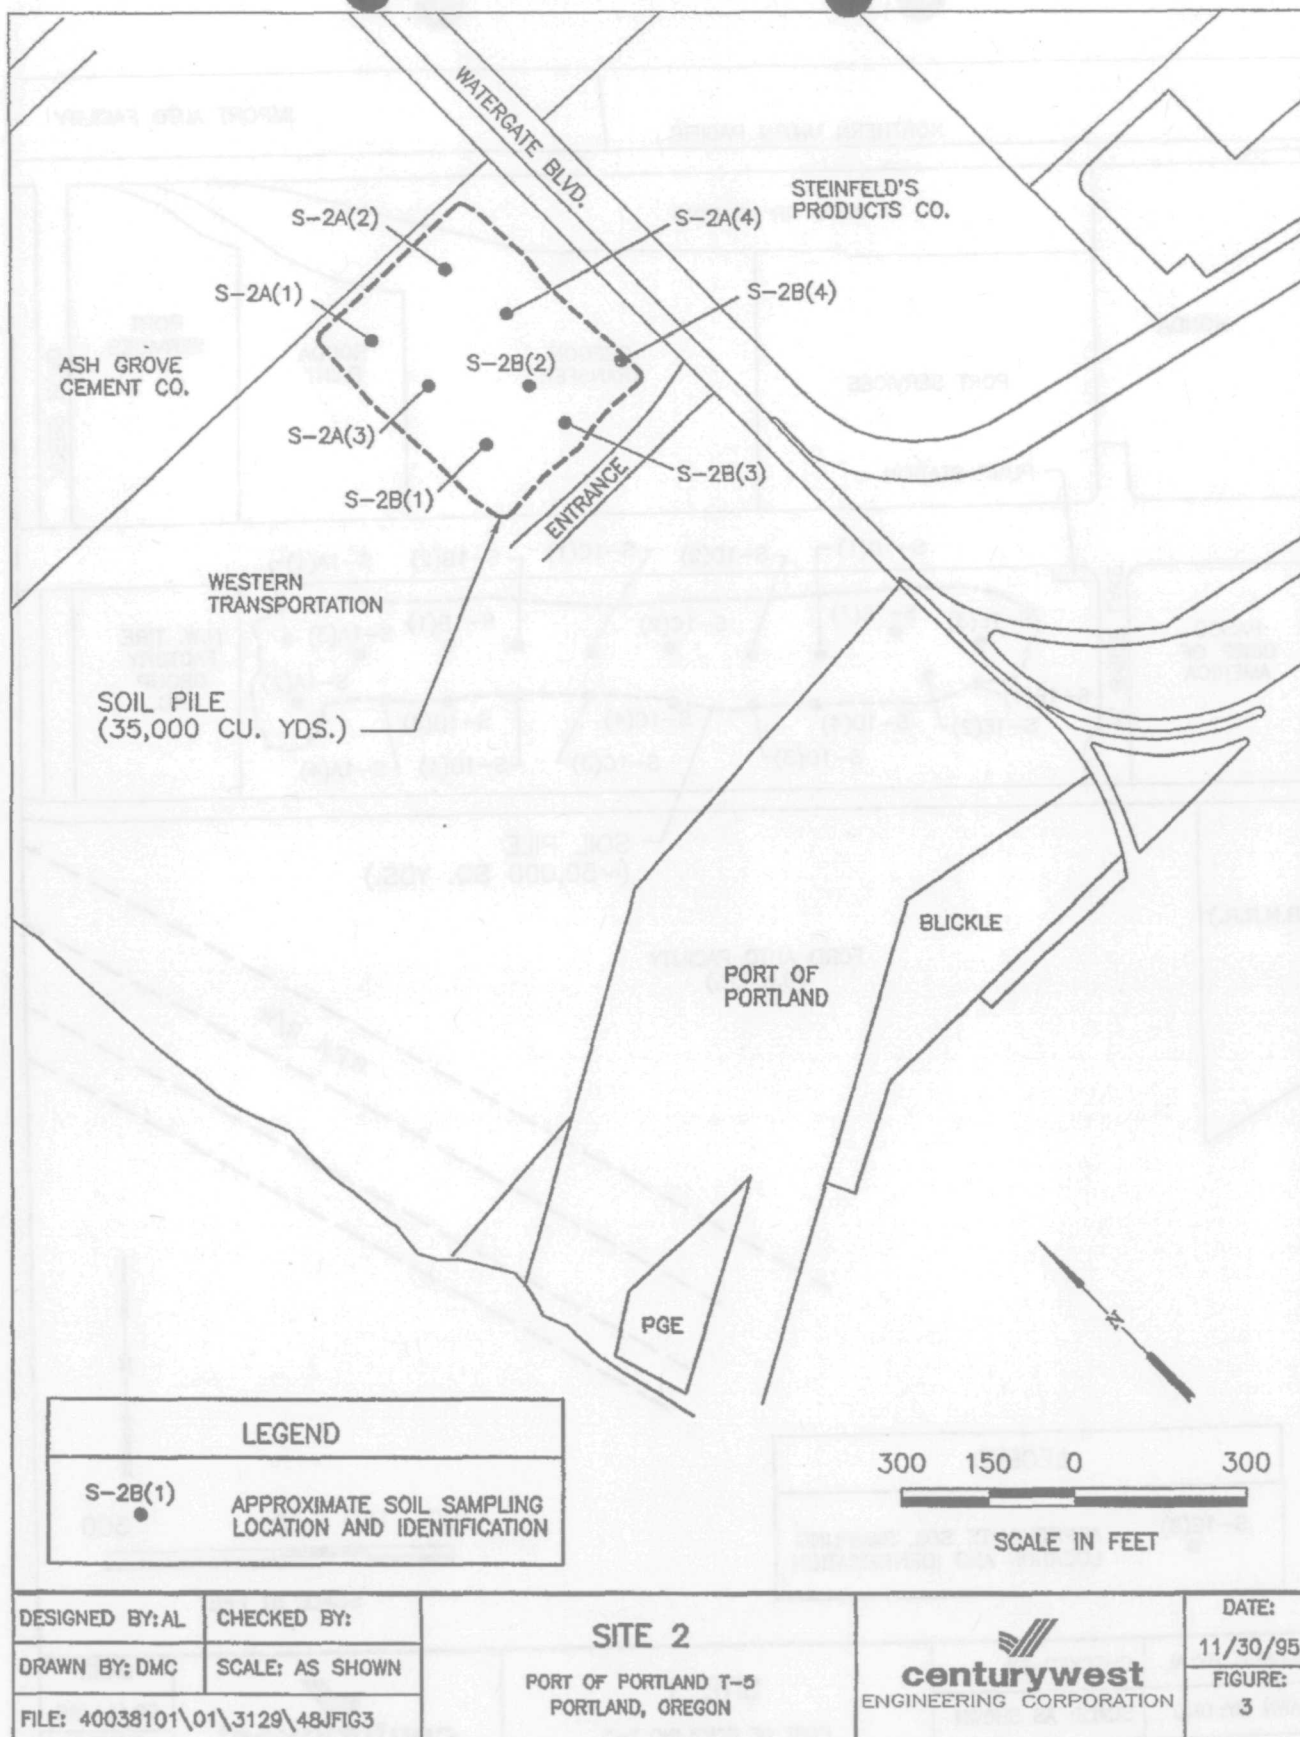 WATERGATE BLVD.
STEINFELD'S
PRODUCTS CO.
S-2A(2)
S-2A(4)
S-2A(1)
S-2B(4)
ASH GROVE
CEMENT CO.
S-2B(2)
S-2A(3)
S-2B(3)
S-2B(1)
ENTRANCE
WESTERN
TRANSPORTATION
SOIL PILE
(35,000 CU. YDS.)
BLICKLE
PORT OF
PORTLAND
PGE
N
LEGEND
S-2B(1)
APPROXIMATE SOIL SAMPLING
LOCATION AND IDENTIFICATION
300 150 0 300
SCALE IN FEET
DESIGNED BY: AL
CHECKED BY:
DRAWN BY: DMC
SCALE: AS SHOWN
FILE: 40038101\01\3129\48JFIG3
SITE 2
PORT OF PORTLAND T-5
PORTLAND, OREGON
centurywest
ENGINEERING CORPORATION
DATE:
11/30/95
FIGURE:
3